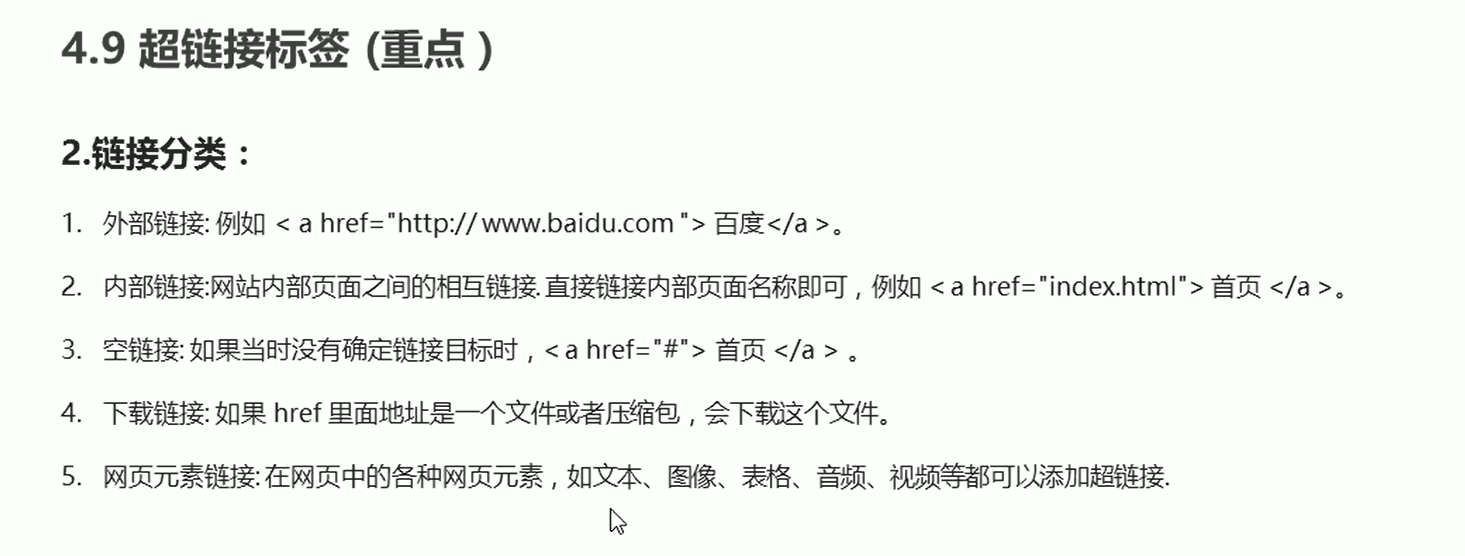 4.9 超链接标签 (重点）
2.链接分类：
1. 外部链接: 例如 < a href="http:// www.baidu.com "> 百度</a >。
2. 内部链接:网站内部页面之间的相互链接. 直接链接内部页面名称即可，例如 < a href="index.html"> 首页 </a >。
3. 空链接: 如果当时没有确定链接目标时，< a href="#"> 首页 </a > 。
4. 下载链接: 如果 href 里面地址是一个文件或者压缩包，会下载这个文件。
5. 网页元素链接: 在网页中的各种网页元素，如文本、图像、表格、音频、视频等都可以添加超链接.